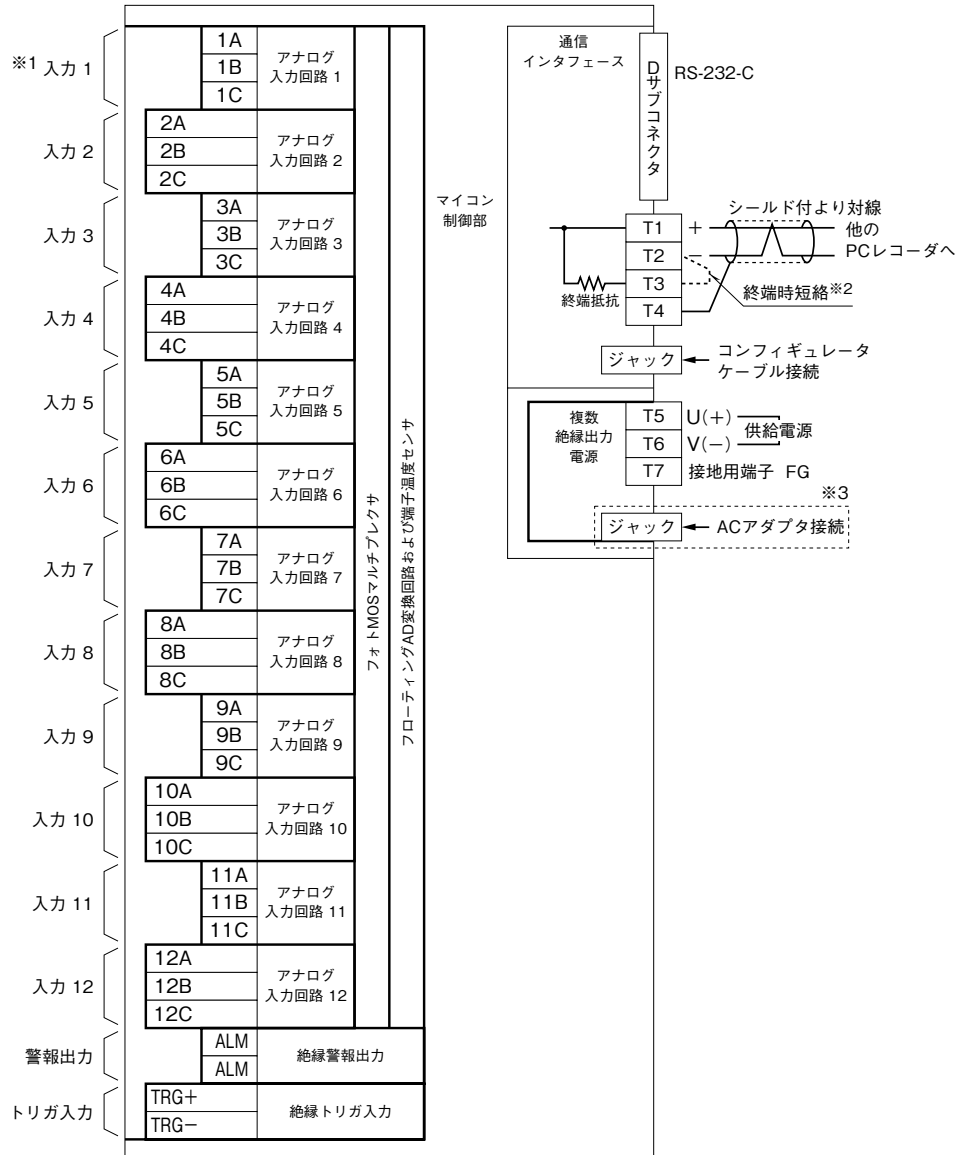 ※1 入力 1
1A
1B
1C
アナログ
入力回路 1
入力 2
2A
2B
2C
アナログ
入力回路 2
入力 3
3A
3B
3C
アナログ
入力回路 3
入力 4
4A
4B
4C
アナログ
入力回路 4
入力 5
5A
5B
5C
アナログ
入力回路 5
入力 6
6A
6B
6C
アナログ
入力回路 6
入力 7
7A
7B
7C
アナログ
入力回路 7
入力 8
8A
8B
8C
アナログ
入力回路 8
入力 9
9A
9B
9C
アナログ
入力回路 9
入力 10
10A
10B
10C
アナログ
入力回路 10
入力 11
11A
11B
11C
アナログ
入力回路 11
入力 12
12A
12B
12C
アナログ
入力回路 12
警報出力
ALM
ALM
絶縁警報出力
トリガ入力
TRG+
TRG−
絶縁トリガ入力
フォトMOSマルチプレクサ
フローティングAD変換回路および端子温度センサ
マイコン
制御部
通信
インタフェース
Dサブコネクタ
RS-232-C
シールド付より対線
T1 +
T2 −
T3
T4
他の
PCレコーダへ
終端抵抗
終端時短絡※2
ジャック
コンフィギュレータ
ケーブル接続
複数
絶縁出力
電源
T5 U(+)
T6 V(−)
供給電源
T7 接地用端子 FG
※3
ジャック
ACアダプタ接続